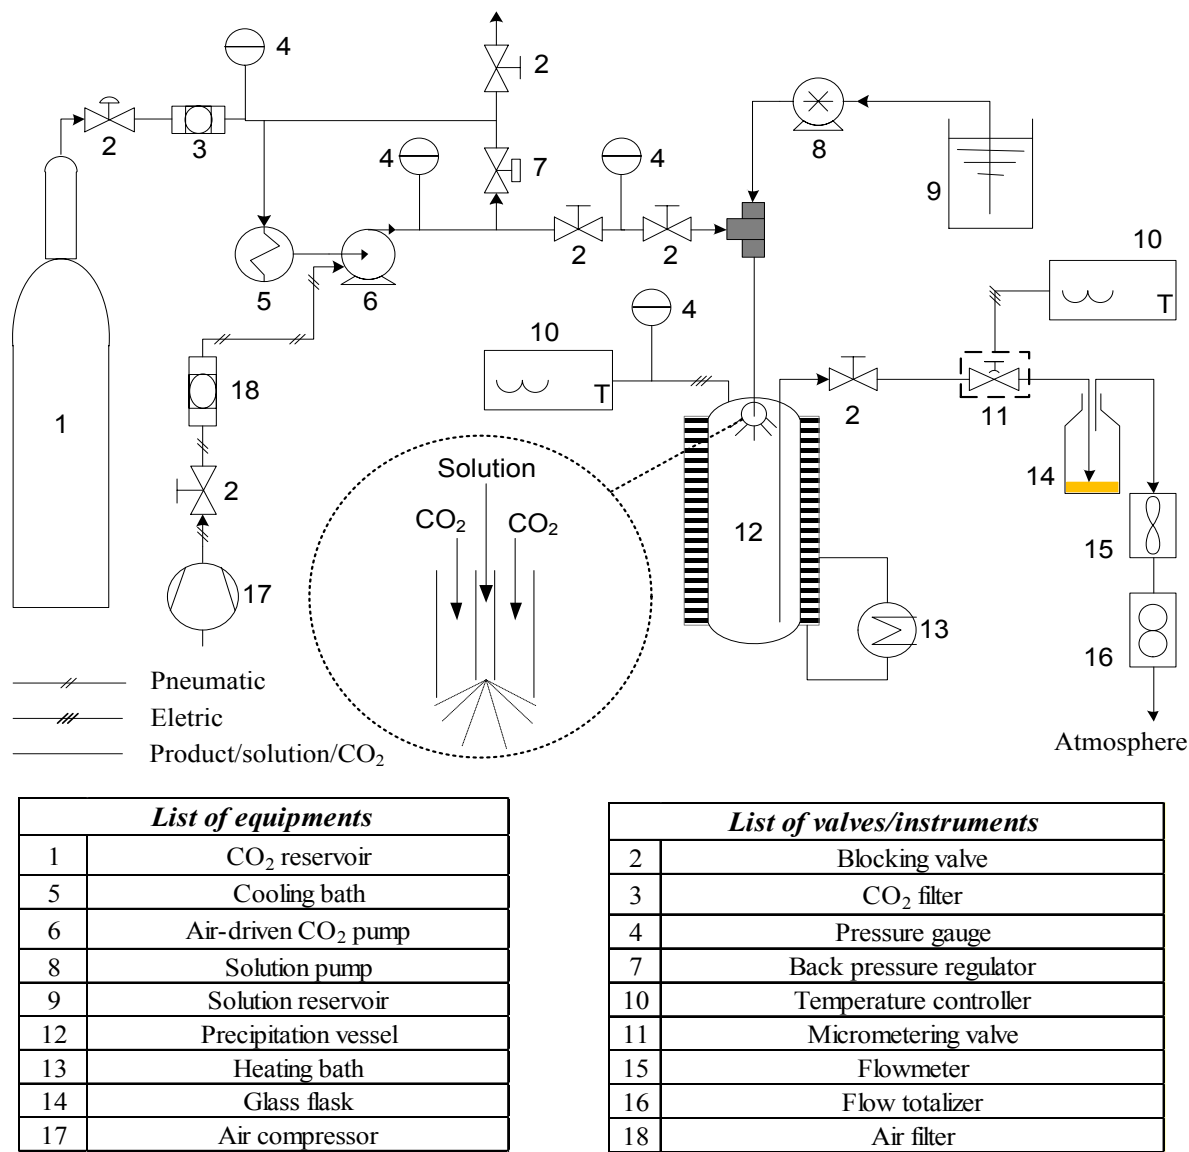 4
2
2
3
4
7
4
8
9
2
2
5
6
10
T
4
10
T
18
1
2
11
14
2
17
Solution
CO₂
CO₂
12
13
15
16
Pneumatic
Eletric
Product/solution/CO₂
Atmosphere
List of equipments
1 CO₂ reservoir
5 Cooling bath
6 Air-driven CO₂ pump
8 Solution pump
9 Solution reservoir
12 Precipitation vessel
13 Heating bath
14 Glass flask
17 Air compressor
List of valves/instruments
2 Blocking valve
3 CO₂ filter
4 Pressure gauge
7 Back pressure regulator
10 Temperature controller
11 Micrometering valve
15 Flowmeter
16 Flow totalizer
18 Air filter